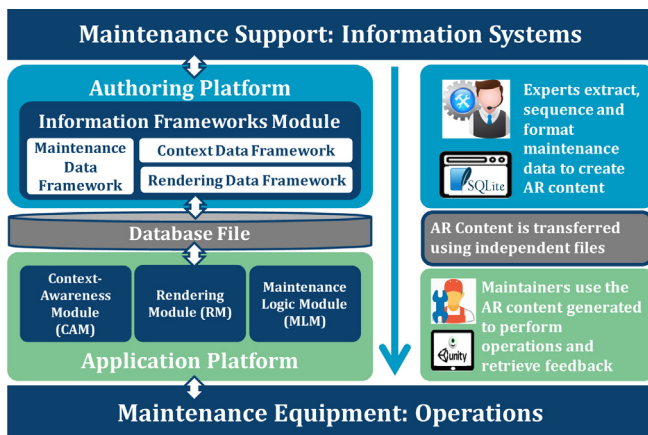 Maintenance Support: Information Systems
Authoring Platform
Information Frameworks Module
Maintenance
Data
Framework
Context Data Framework
Rendering Data Framework
Experts extract,
sequence and
format
maintenance
data to create
AR content
SQLite
Database File
AR Content is transferred
using independent files
Context-
Awareness
Module
(CAM)
Rendering
Module (RM)
Maintenance
Logic Module
(MLM)
Application Platform
Maintainers use the
AR content generated
to perform
operations and
retrieve feedback
unity
Maintenance Equipment: Operations